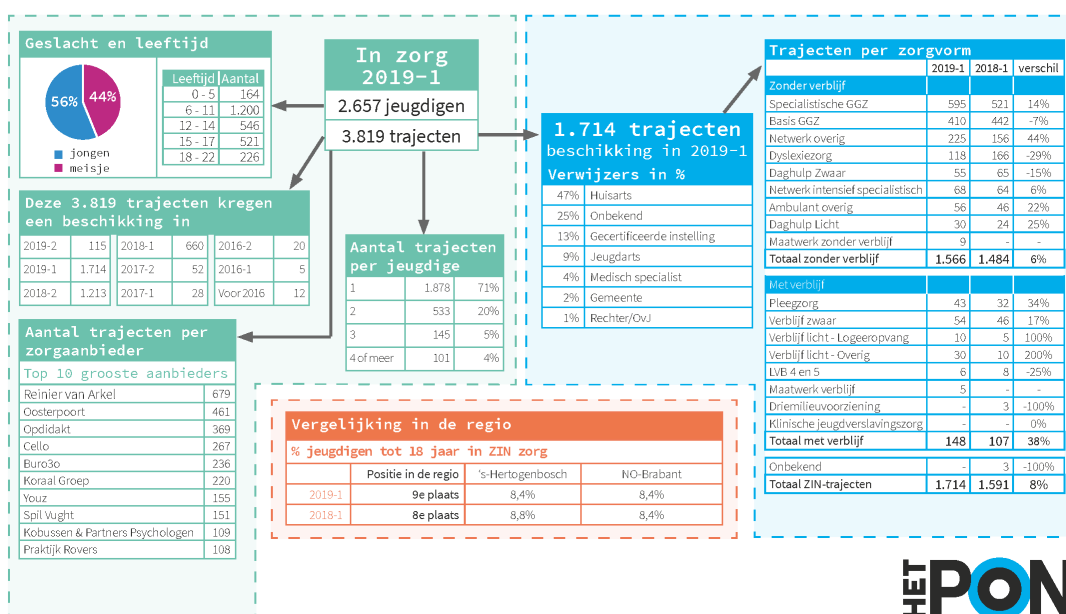 Geslacht en leeftijd
56%
44%
jongen
meisje
Leeftijd Aantal
0 - 5 164
6 - 11 1.200
12 - 14 546
15 - 17 521
18 - 22 226
In zorg
2019-1
2.657 jeugdigen
3.819 trajecten
Deze 3.819 trajecten kregen
een beschikking in
2019-2 115 2018-1 660 2016-2 20
2019-1 1.714 2017-2 52 2016-1 5
2018-2 1.213 2017-1 28 Voor 2016 12
Aantal trajecten
per jeugdige
1 1.878 71%
2 533 20%
3 145 5%
4 of meer 101 4%
Aantal trajecten per
zorgaanbieder
Top 10 grooste aanbieders
Reinier van Arkel 679
Oosterpoort 461
Opdidakt 369
Cello 267
Buro3o 236
Koraal Groep 220
Youz 155
Spil Vught 151
Kobussen & Partners Psychologen 109
Praktijk Rovers 108
1.714 trajecten
beschikking in 2019-1
Verwijzers in %
47% Huisarts
25% Onbekend
13% Gecertificeerde instelling
9% Jeugdarts
4% Medisch specialist
2% Gemeente
1% Rechter/OvJ
Trajecten per zorgvorm
2019-1 2018-1 verschil
Zonder verblijf
Specialistische GGZ 595 521 14%
Basis GGZ 410 442 -7%
Netwerk overig 225 156 44%
Dyslexiezorg 118 166 -29%
Daghulp Zwaar 55 65 -15%
Netwerk intensief specialistisch 68 64 6%
Ambulant overig 56 46 22%
Daghulp Licht 30 24 25%
Maatwerk zonder verblijf 9 - -
Totaal zonder verblijf 1.566 1.484 6%
Met verblijf
Pleegzorg 43 32 34%
Verblijf zwaar 54 46 17%
Verblijf licht - Logeeropvang 10 5 100%
Verblijf licht - Overig 30 10 200%
LVB 4 en 5 6 8 -25%
Maatwerk verblijf 5 - -
Driemilieuvoorziening - 3 -100%
Klinische jeugdverslavingszorg - - 0%
Totaal met verblijf 148 107 38%
Onbekend - 3 -100%
Totaal ZIN-trajecten 1.714 1.591 8%
Vergelijking in de regio
% jeugdigen tot 18 jaar in ZIN zorg
Positie in de regio 's-Hertogenbosch NO-Brabant
2019-1 9e plaats 8,4% 8,4%
2018-1 8e plaats 8,8% 8,4%
HET PON